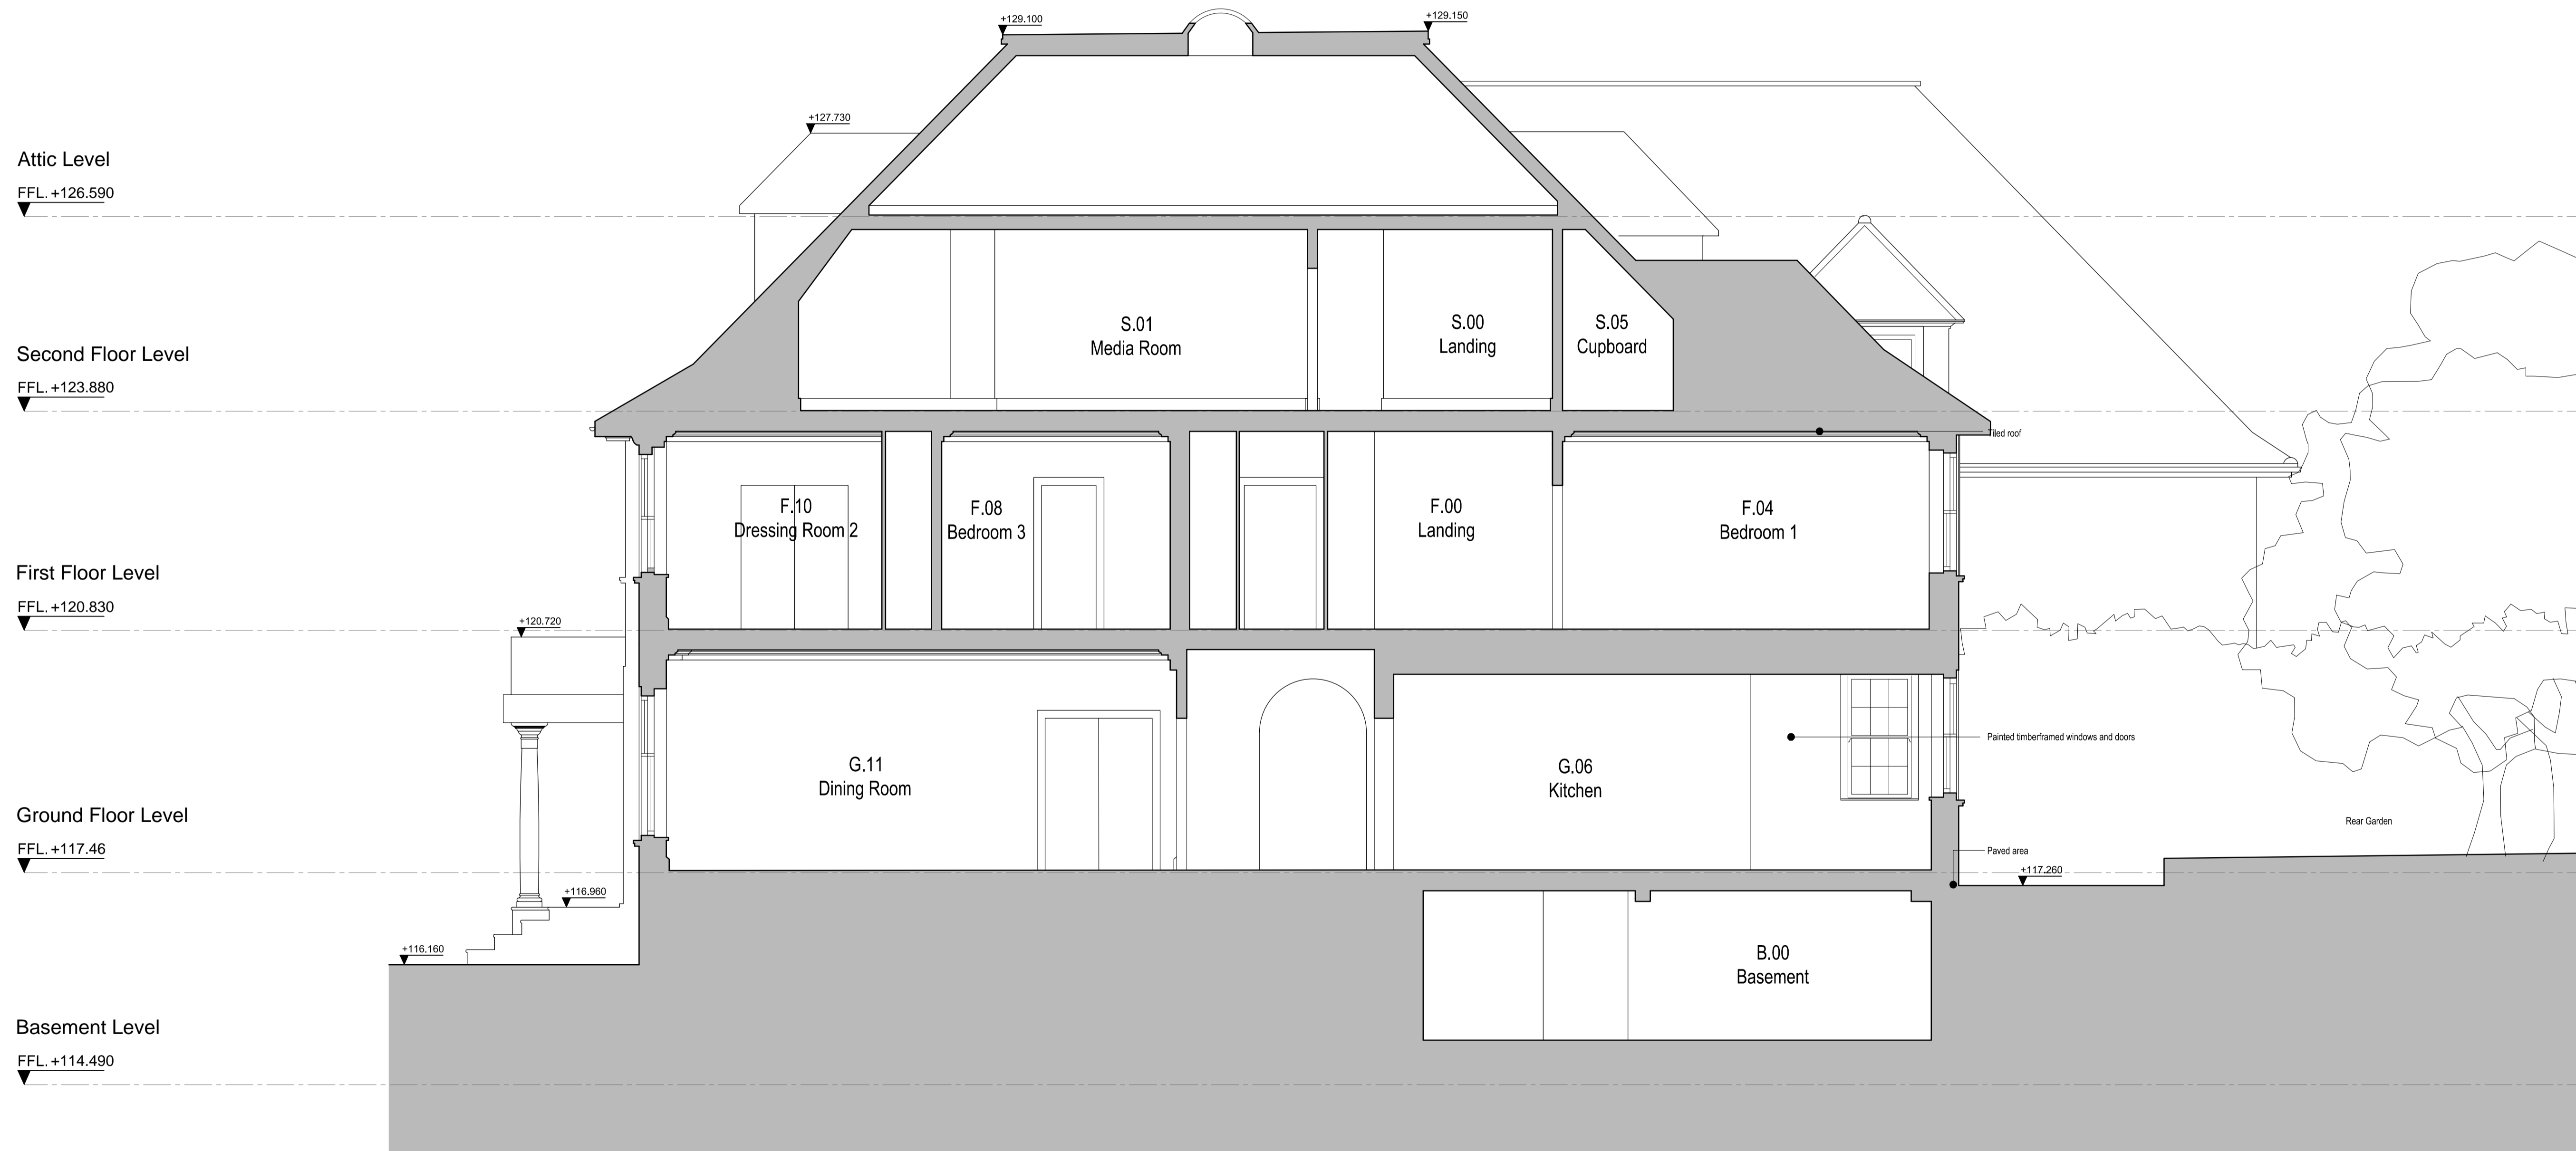 +129.100
+129.150
+127.730
Attic Level
FFL. +126.590
S.01
Media Room
S.00
Landing
S.05
Cupboard
Second Floor Level
FFL. +123.880
Tiled roof
F.10
Dressing Room 2
F.08
Bedroom 3
F.00
Landing
F.04
Bedroom 1
First Floor Level
FFL. +120.830
+120.720
Painted timberframed windows and doors
G.11
Dining Room
G.06
Kitchen
Rear Garden
Ground Floor Level
FFL. +117.46
Paved area
+117.260
+116.960
+116.160
B.00
Basement
Basement Level
FFL. +114.490